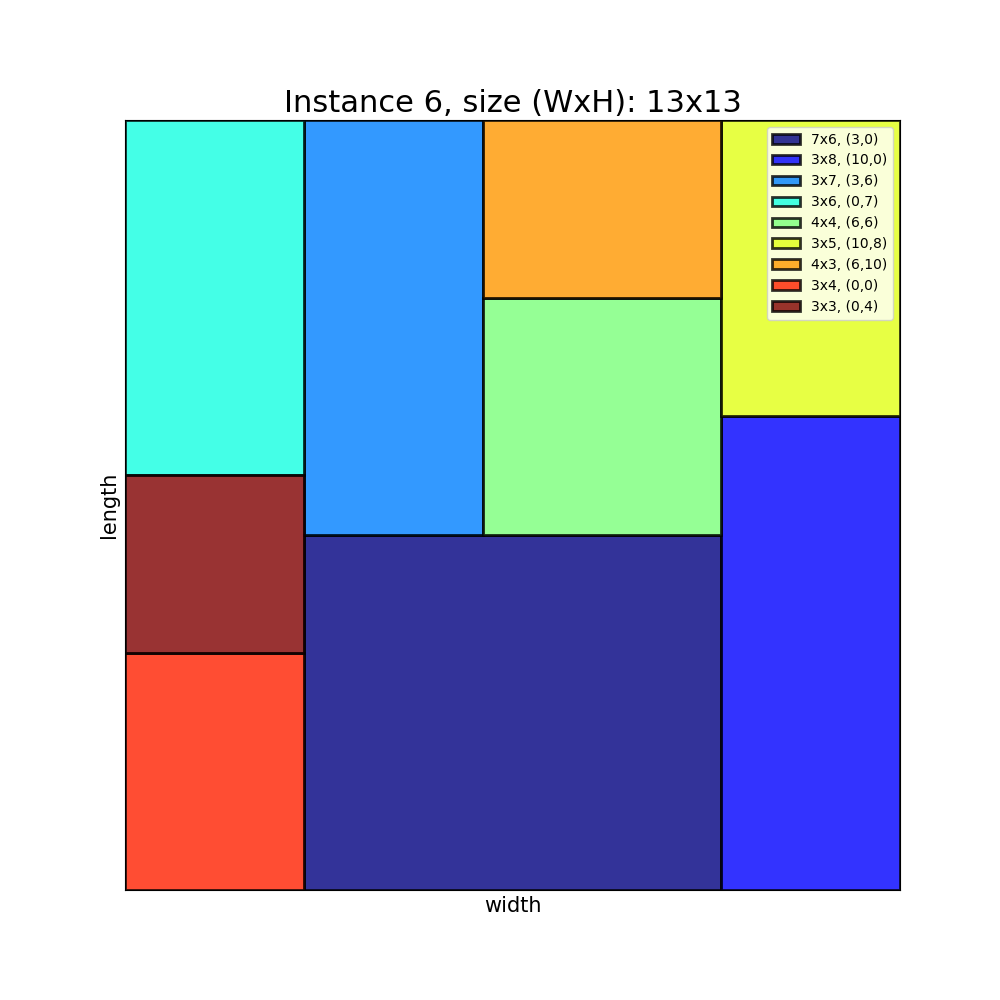 Instance 6, size (WxH): 13x13
7x6, (3,0)
3x8, (10,0)
3x7, (3,6)
3x6, (0,7)
4x4, (6,6)
3x5, (10,8)
4x3, (6,10)
3x4, (0,0)
3x3, (0,4)
length
width